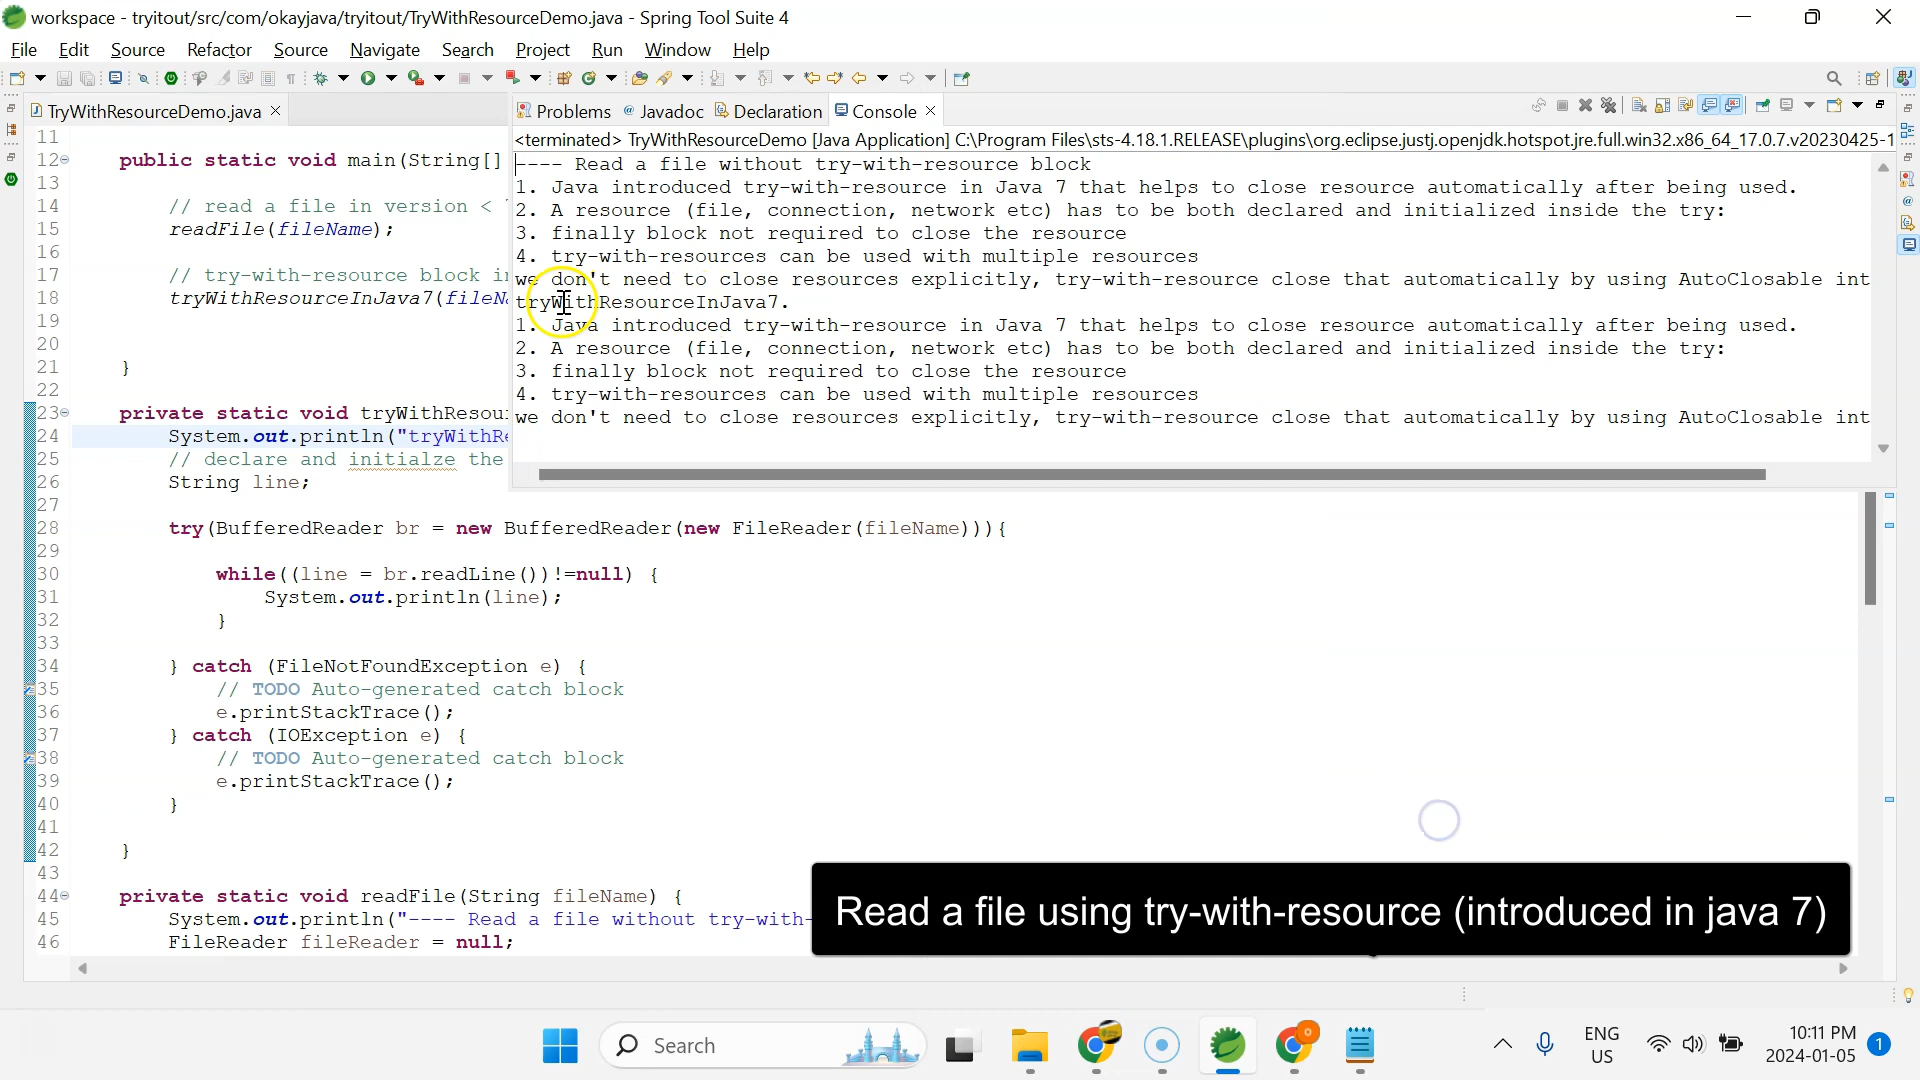 workspace - tryitout/src/com/okayjava/tryitout/TryWithResourceDemo.java - Spring Tool Suite 4
File Edit Source Refactor Source Navigate Search Project Run Window Help
TryWithResourceDemo.java
Problems Javadoc Declaration Console
<terminated> TryWithResourceDemo [Java Application] C:\Program Files\sts-4.18.1.RELEASE\plugins\org.eclipse.justj.openjdk.hotspot.jre.full.win32.x86_64_17.0.7.v20230425-1
---- Read a file without try-with-resource block
1. Java introduced try-with-resource in Java 7 that helps to close resource automatically after being used.
2. A resource (file, connection, network etc) has to be both declared and initialized inside the try:
3. finally block not required to close the resource
4. try-with-resources can be used with multiple resources
we don't need to close resources explicitly, try-with-resource close that automatically by using AutoClosable int
tryWithResourceInJava7.
1. Java introduced try-with-resource in Java 7 that helps to close resource automatically after being used.
2. A resource (file, connection, network etc) has to be both declared and initialized inside the try:
3. finally block not required to close the resource
4. try-with-resources can be used with multiple resources
we don't need to close resources explicitly, try-with-resource close that automatically by using AutoClosable int
11
12 public static void main(String[]
13
14 // read a file in version <
15 readFile(fileName);
16
17 // try-with-resource block i
18 tryWithResourceInJava7(fileN
19
20
21 }
22
23 private static void tryWithResou
24 System.out.println("tryWithRe
25 // declare and initialze the
26 String line;
27
28 try(BufferedReader br = new BufferedReader(new FileReader(fileName))){
29
30 while((line = br.readLine())!=null) {
31 System.out.println(line);
32 }
33
34 } catch (FileNotFoundException e) {
35 // TODO Auto-generated catch block
36 e.printStackTrace();
37 } catch (IOException e) {
38 // TODO Auto-generated catch block
39 e.printStackTrace();
40 }
41
42 }
43
44 private static void readFile(String fileName) {
45 System.out.println("---- Read a file without try-with-
46 FileReader fileReader = null;
Read a file using try-with-resource (introduced in java 7)
Search
ENG
US
10:11 PM
2024-01-05
1